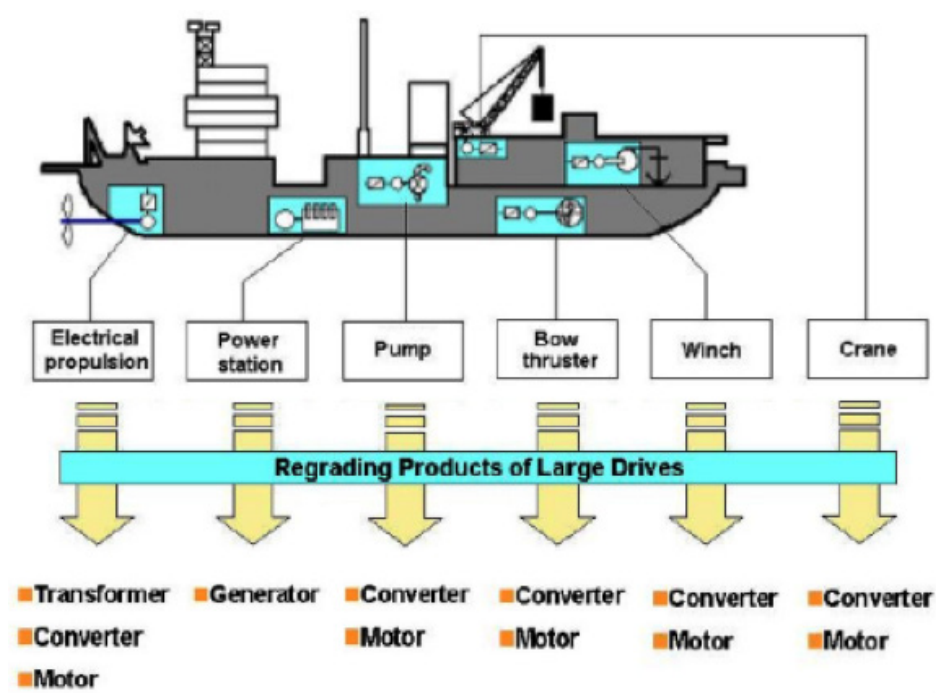 Electrical
propulsion
Power
station
Pump
Bow
thruster
Winch
Crane
Regrading Products of Large Drives
Transformer
Converter
Motor
Generator
Converter
Motor
Converter
Motor
Converter
Motor
Converter
Motor